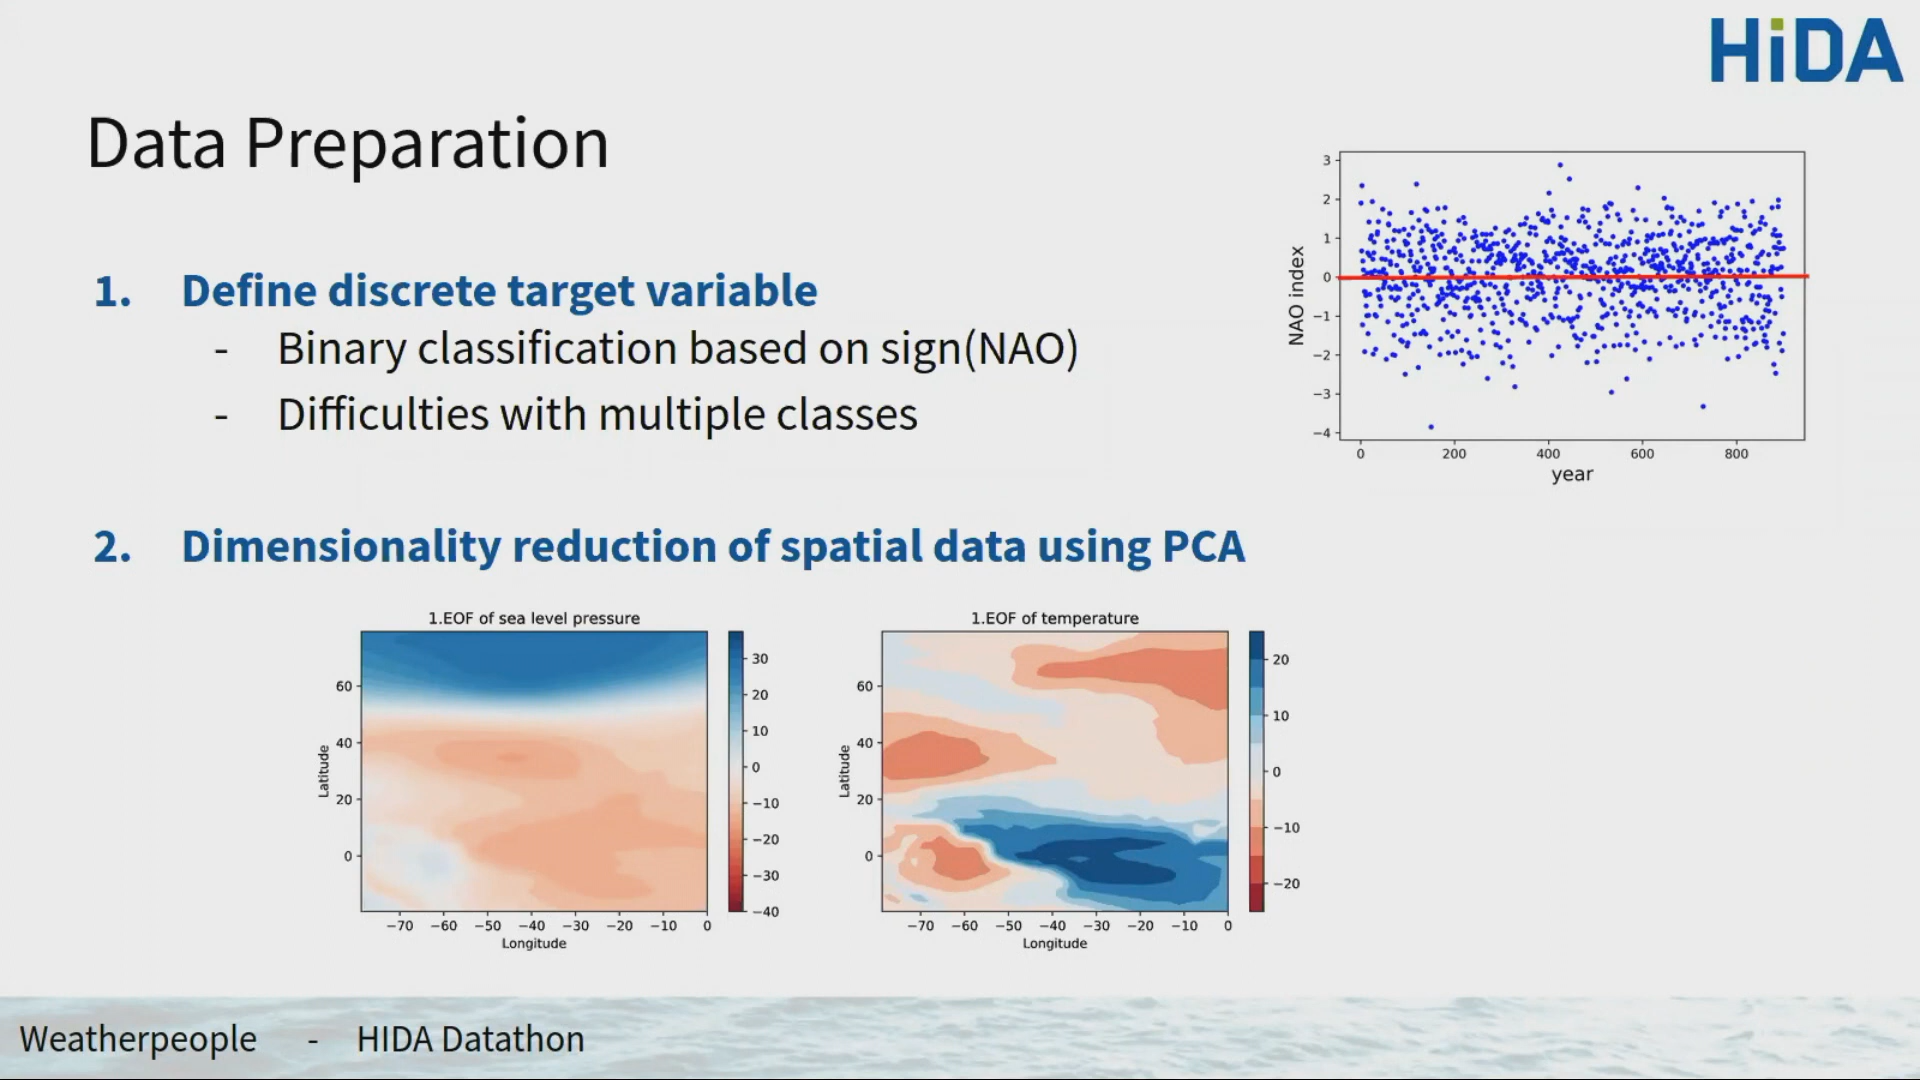 HiDA
Data Preparation
1. Define discrete target variable
- Binary classification based on sign(NAO)
- Difficulties with multiple classes
3
2
1
0
−1
−2
−3
−4
NAO index
0 200 400 600 800
year
2. Dimensionality reduction of spatial data using PCA
1.EOF of sea level pressure
60
40
20
0
Latitude
−70 −60 −50 −40 −30 −20 −10 0
Longitude
30
20
10
0
−10
−20
−30
−40
1.EOF of temperature
60
40
20
0
Latitude
−70 −60 −50 −40 −30 −20 −10 0
Longitude
20
10
0
−10
−20
Weatherpeople - HIDA Datathon